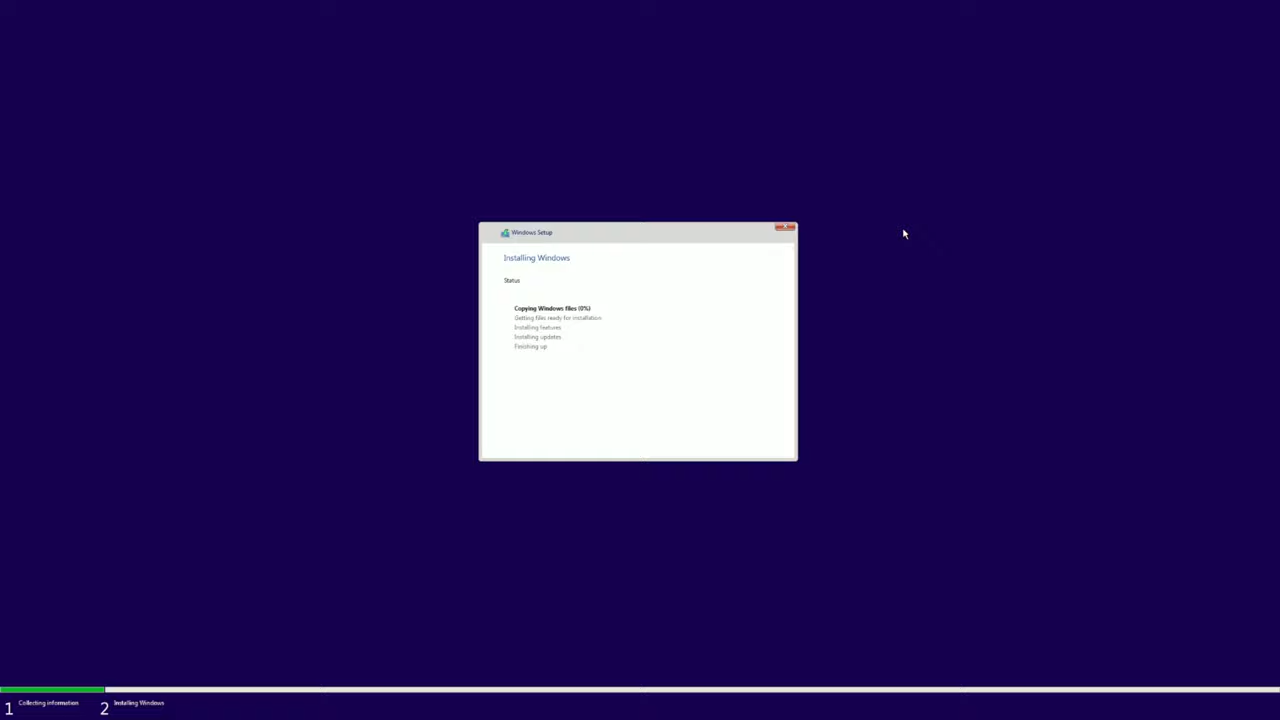 Windows Setup
Installing Windows
Status
Copying Windows files (0%)
Getting files ready for installation
Installing features
Installing updates
Finishing up
1 Collecting information
2 Installing Windows